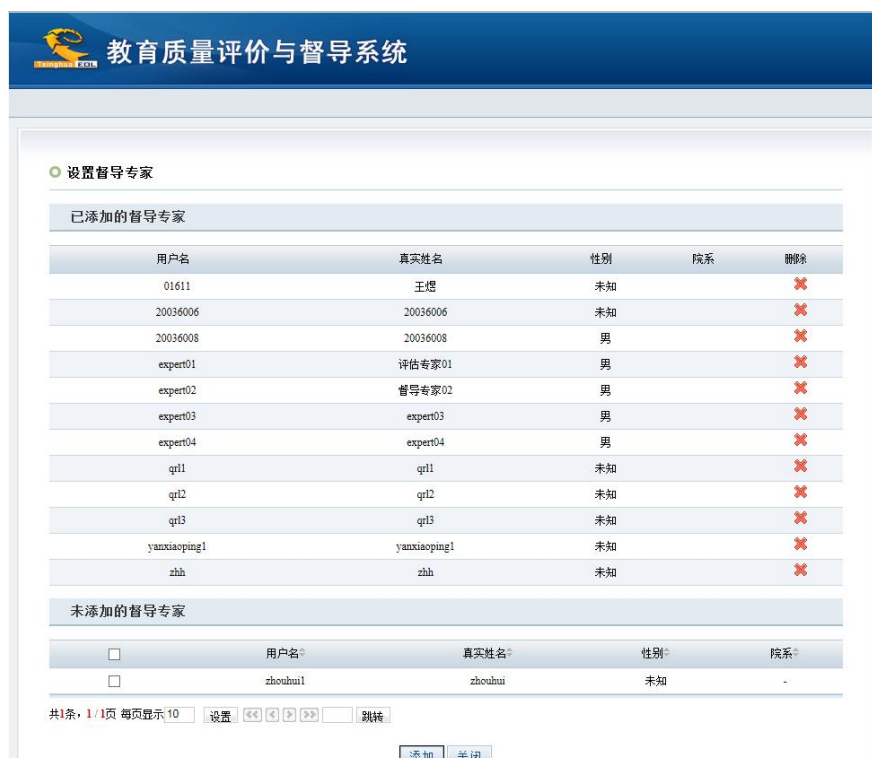 Tsinghua EOL 教育质量评价与督导系统
设置督导专家
已添加的督导专家
用户名 真实姓名 性别 院系 删除
01611 王煜 未知
20036006 20036006 未知
20036008 20036008 男
expert01 评估专家01 男
expert02 督导专家02 男
expert03 expert03 男
expert04 expert04 男
qrl1 qrl1 未知
qrl2 qrl2 未知
qrl3 qrl3 未知
yanxiaoping1 yanxiaoping1 未知
zhh zhh 未知
未添加的督导专家
用户名 真实姓名 性别 院系
zhouhui1 zhouhui 未知 -
共1条，1/1页 每页显示 10 设置 跳转
添加 关闭